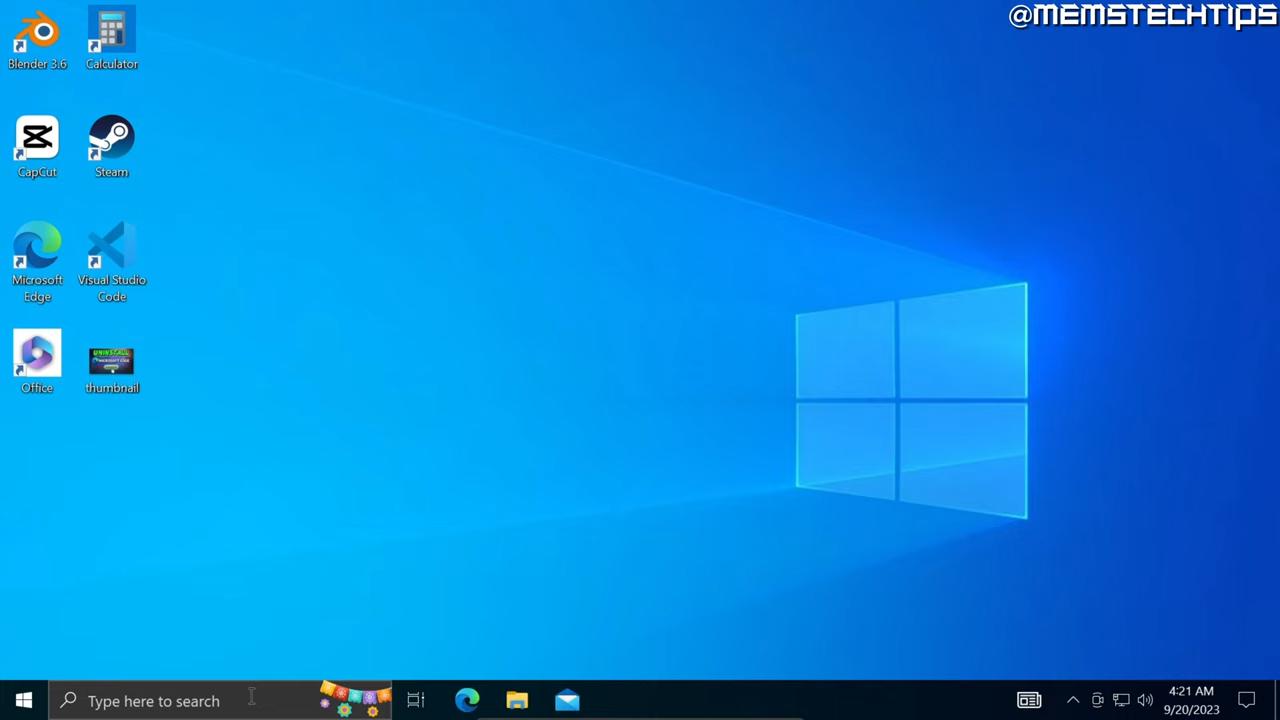 @MEMSTECHTIPS
Blender 3.6
Calculator
CapCut
Steam
Microsoft
Edge
Visual Studio
Code
UNINSTALL
Office
thumbnail
Type here to search
4:21 AM
9/20/2023